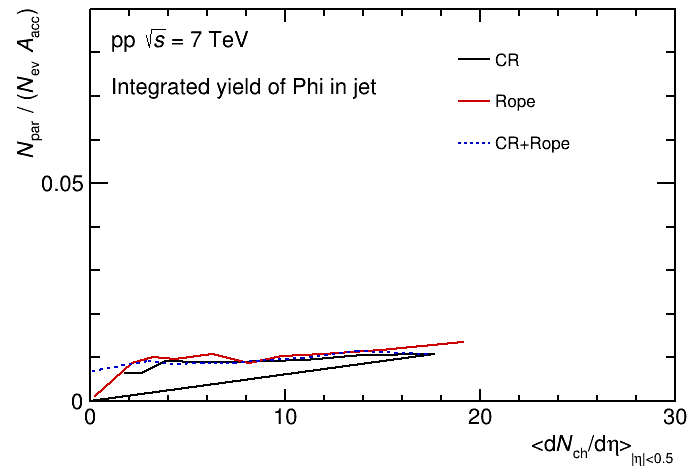 pp √s = 7 TeV
Integrated yield of Phi in jet
CR
Rope
CR+Rope
N_par / (N_ev A_acc)
0.05
0
0 10 20 30
<dN_ch/dη>_|η|<0.5